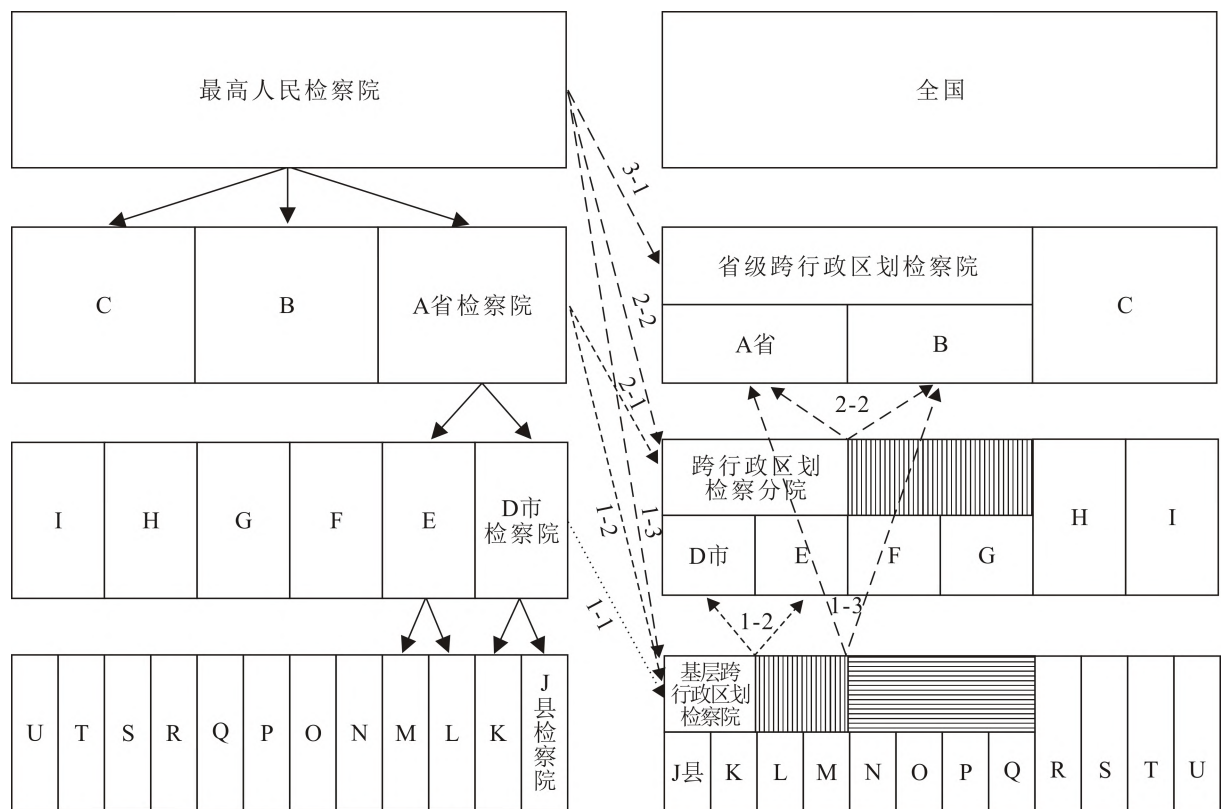 最高人民检察院
全国
3-1
C
B
A省检察院
省级跨行政区划检察院
A省
B
C
2-2
2-1
2-2
I
H
G
F
E
D市
检察院
跨行政区划
检察分院
D市
E
F
G
H
I
1-2
1-3
1-1
1-2
1-3
U
T
S
R
Q
P
O
N
M
L
K
J
县
检
察
院
基层跨
行政区划
检察院
J县
K
L
M
N
O
P
Q
R
S
T
U